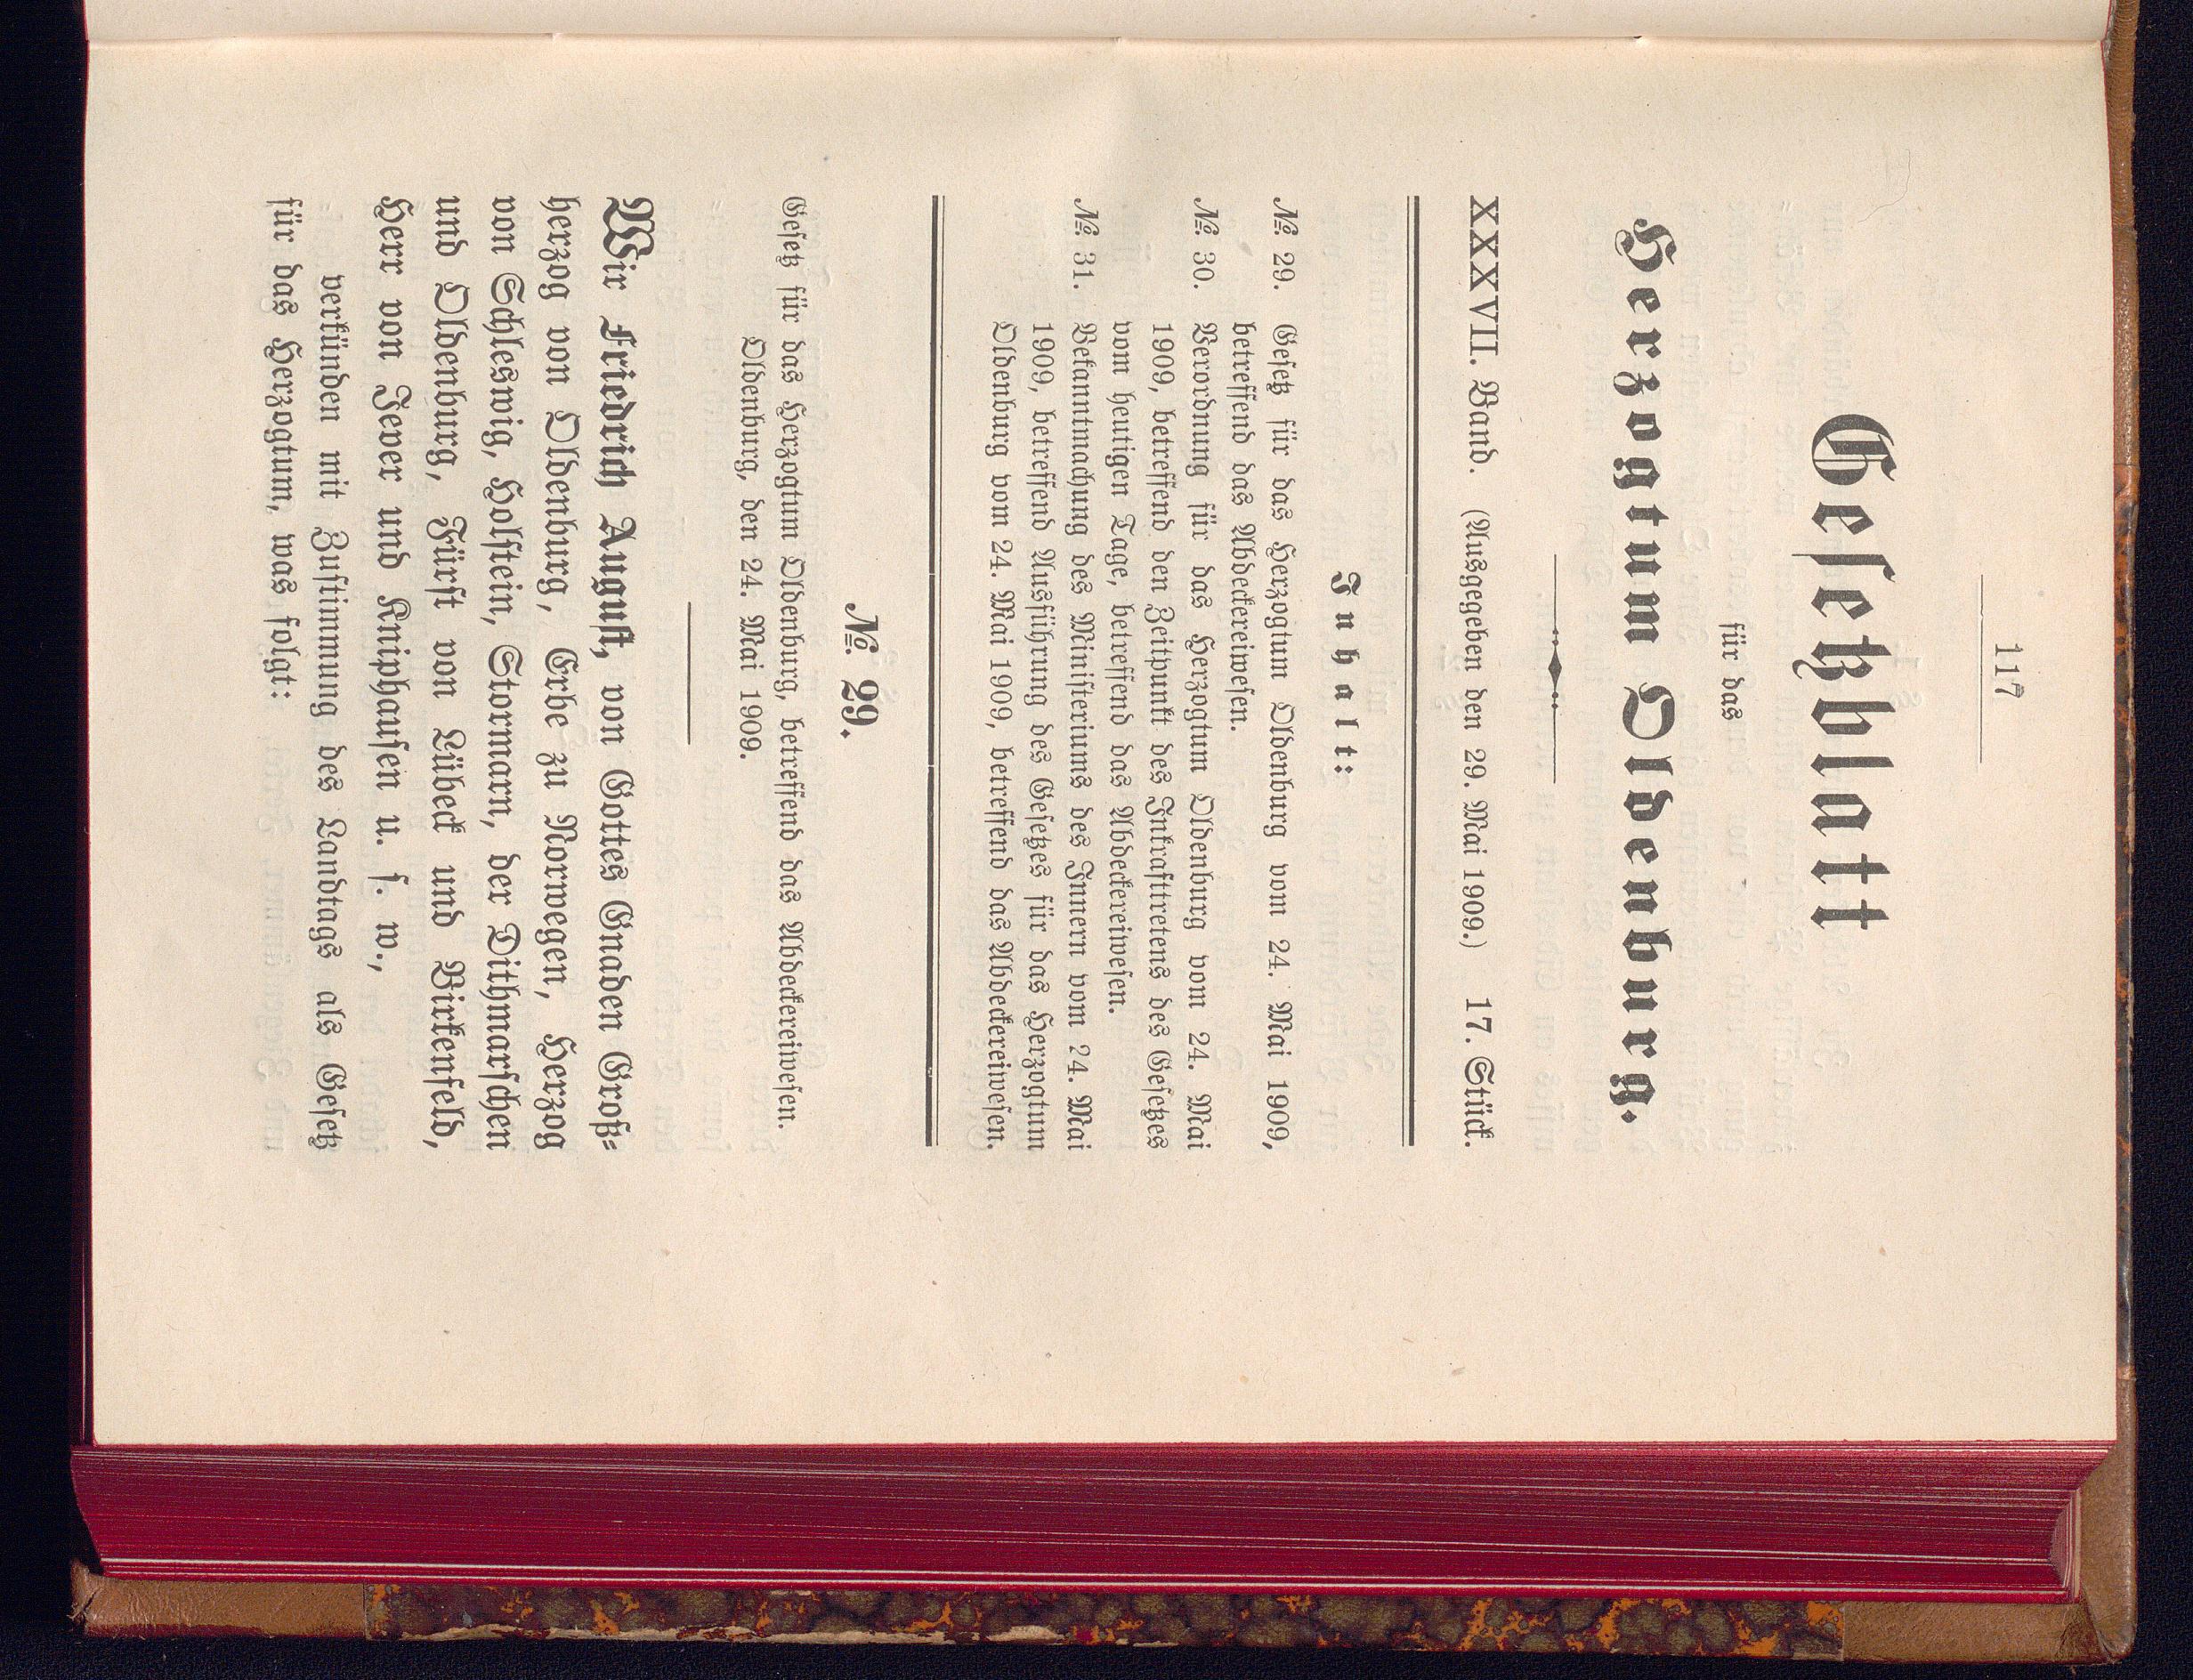 117
Gesetzblatt
für das
Herzogtum Oldenburg.
XXXVII. Band. (Ausgegeben den 29. Mai 1909.) 17. Stück.
Inhalt:
№. 29. Gesetz für das Herzogtum Oldenburg vom 24. Mai 1909,
betreffend das Abdeckereiwesen.
№. 30. Verordnung für das Herzogtum Oldenburg vom 24. Mai
1909, betreffend den Zeitpunkt des Inkrafttretens des Gesetzes
vom heutigen Tage, betreffend das Abdeckereiwesen.
№. 31. Bekanntmachung des Ministeriums des Innern vom 24. Mai
1909, betreffend Ausführung des Gesetzes für das Herzogtum
Oldenburg vom 24. Mai 1909, betreffend das Abdeckereiwesen.
№. 29.
Gesetz für das Herzogtum Oldenburg, betreffend das Abdeckereiwesen.
Oldenburg, den 24. Mai 1909.
Wir Friedrich August, von Gottes Gnaden Groß-
herzog von Oldenburg, Erbe zu Norwegen, Herzog
von Schleswig, Holstein, Stormarn, der Dithmarschen
und Oldenburg, Fürst von Lübeck und Birkenfeld,
Herr von Jever und Kniphausen u. s. w.,
verkünden mit Zustimmung des Landtags als Gesetz
für das Herzogtum, was folgt: